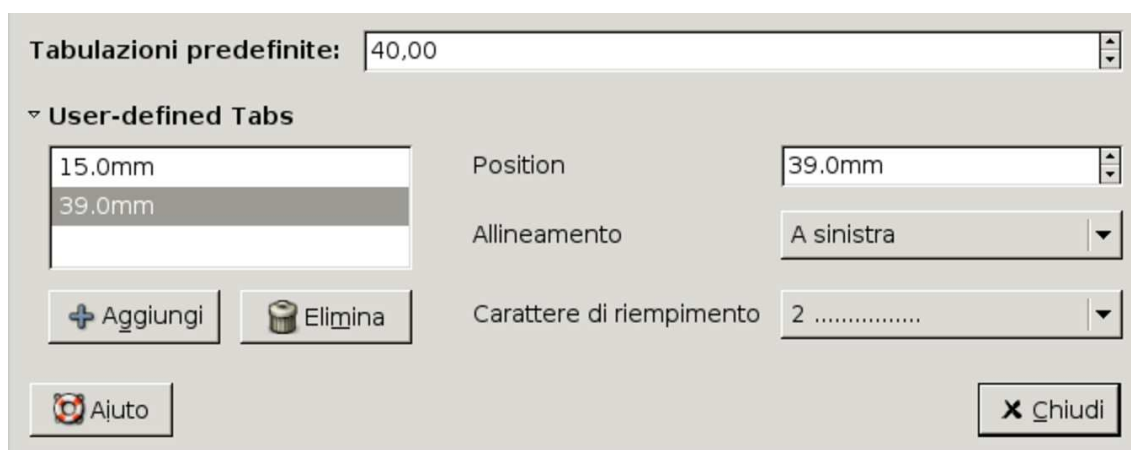 Tabulazioni predefinite: 40,00
User-defined Tabs
15.0mm
39.0mm
Position 39.0mm
Allineamento A sinistra
Aggiungi Elimina
Carattere di riempimento 2 ................
Aiuto
Chiudi